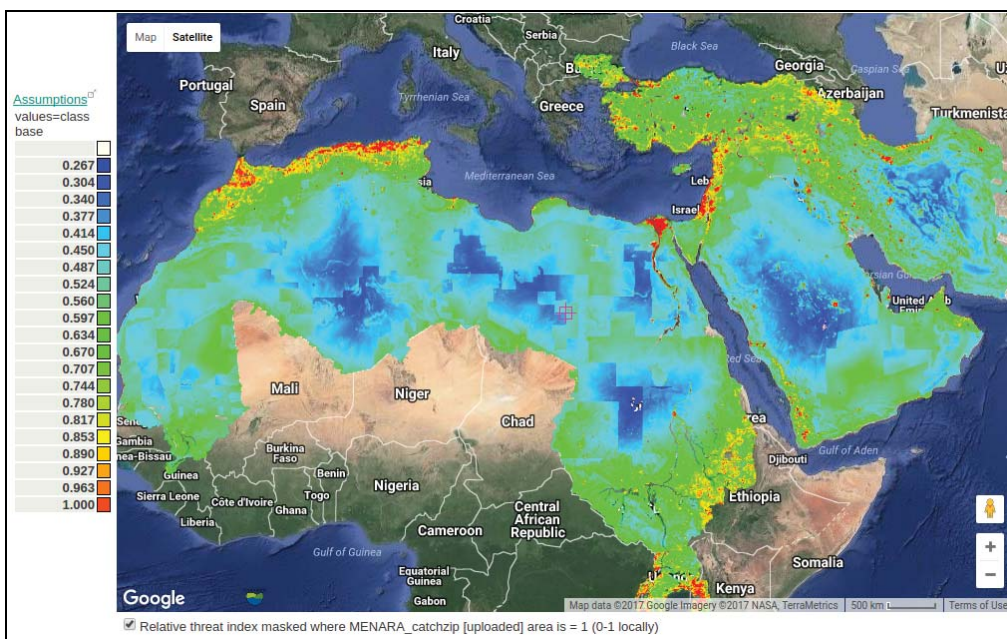 Map Satellite
Assumptions
values=class
base
0.267
0.304
0.340
0.377
0.414
0.450
0.487
0.524
0.560
0.597
0.634
0.670
0.707
0.744
0.780
0.817
0.853
0.890
0.927
0.963
1.000
Croatia
Serbia
Italy
Black Sea
Georgia
Caspian Sea
Portugal
Spain
Tyrrhenian Sea
Greece
Azerbaijan
Turkmenista
Mediterranean Sea
Leb
Israel
Persian Gu
United Arab
Emir
Red Sea
Mali
Niger
Chad
Gulf of Aden
Gambia
Burkina
Faso
Djibouti
Guinea
Benin
Nigeria
Sierra Leone
Côte d'Ivoire
Togo
Ghana
Central
African
Republic
Ethiopia
Liberia
Cameroon
Somalia
Gulf of Guinea
Equatorial
Guinea
Gabon
Kenya
Google
Map data ©2017 Google Imagery ©2017 NASA, TerraMetrics 500 km Terms of Use
Relative threat index masked where MENARA_catchzip [uploaded] area is = 1 (0-1 locally)